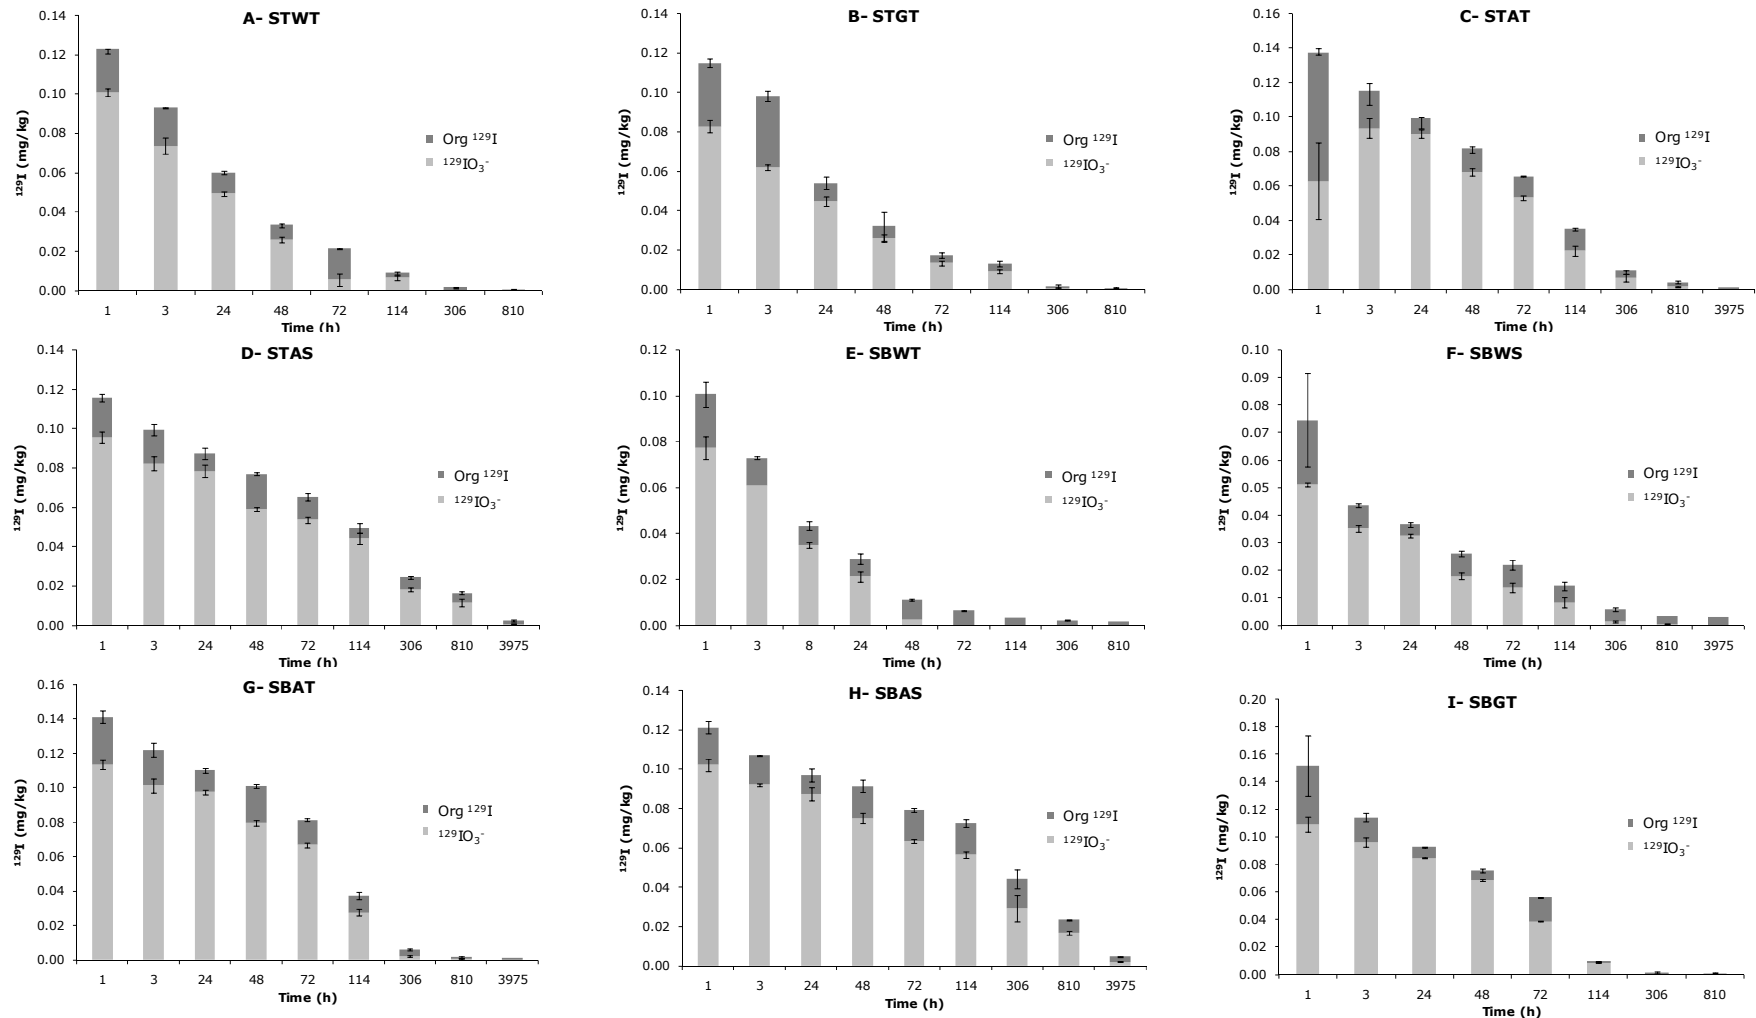 A- STWT
0.14
0.12
0.10
0.08
0.06
0.04
0.02
0.00
¹²⁹I (mg/kg)
Org ¹²⁹I
¹²⁹IO₃⁻
1 3 24 48 72 114 306 810
Time (h)
B- STGT
0.14
0.12
0.10
0.08
0.06
0.04
0.02
0.00
¹²⁹I (mg/kg)
Org ¹²⁹I
¹²⁹IO₃⁻
1 3 24 48 72 114 306 810
Time (h)
C- STAT
0.16
0.14
0.12
0.10
0.08
0.06
0.04
0.02
0.00
¹²⁹I (mg/kg)
Org ¹²⁹I
¹²⁹IO₃⁻
1 3 24 48 72 114 306 810 3975
Time (h)
D- STAS
0.14
0.12
0.10
0.08
0.06
0.04
0.02
0.00
¹²⁹I (mg/kg)
Org ¹²⁹I
¹²⁹IO₃⁻
1 3 24 48 72 114 306 810 3975
Time (h)
E- SBWT
0.12
0.10
0.08
0.06
0.04
0.02
0.00
¹²⁹I (mg/kg)
Org ¹²⁹I
¹²⁹IO₃⁻
1 3 8 24 48 72 114 306 810
Time (h)
F- SBWS
0.10
0.09
0.08
0.07
0.06
0.05
0.04
0.03
0.02
0.01
0.00
¹²⁹I (mg/kg)
Org ¹²⁹I
¹²⁹IO₃⁻
1 3 24 48 72 114 306 810 3975
Time (h)
G- SBAT
0.16
0.14
0.12
0.10
0.08
0.06
0.04
0.02
0.00
¹²⁹I (mg/kg)
Org ¹²⁹I
¹²⁹IO₃⁻
1 3 24 48 72 114 306 810 3975
Time (h)
H- SBAS
0.14
0.12
0.10
0.08
0.06
0.04
0.02
0.00
¹²⁹I (mg/kg)
Org ¹²⁹I
¹²⁹IO₃⁻
1 3 24 48 72 114 306 810 3975
Time (h)
I- SBGT
0.20
0.18
0.16
0.14
0.12
0.10
0.08
0.06
0.04
0.02
0.00
¹²⁹I (mg/kg)
Org ¹²⁹I
¹²⁹IO₃⁻
1 3 24 48 72 114 306 810
Time (h)